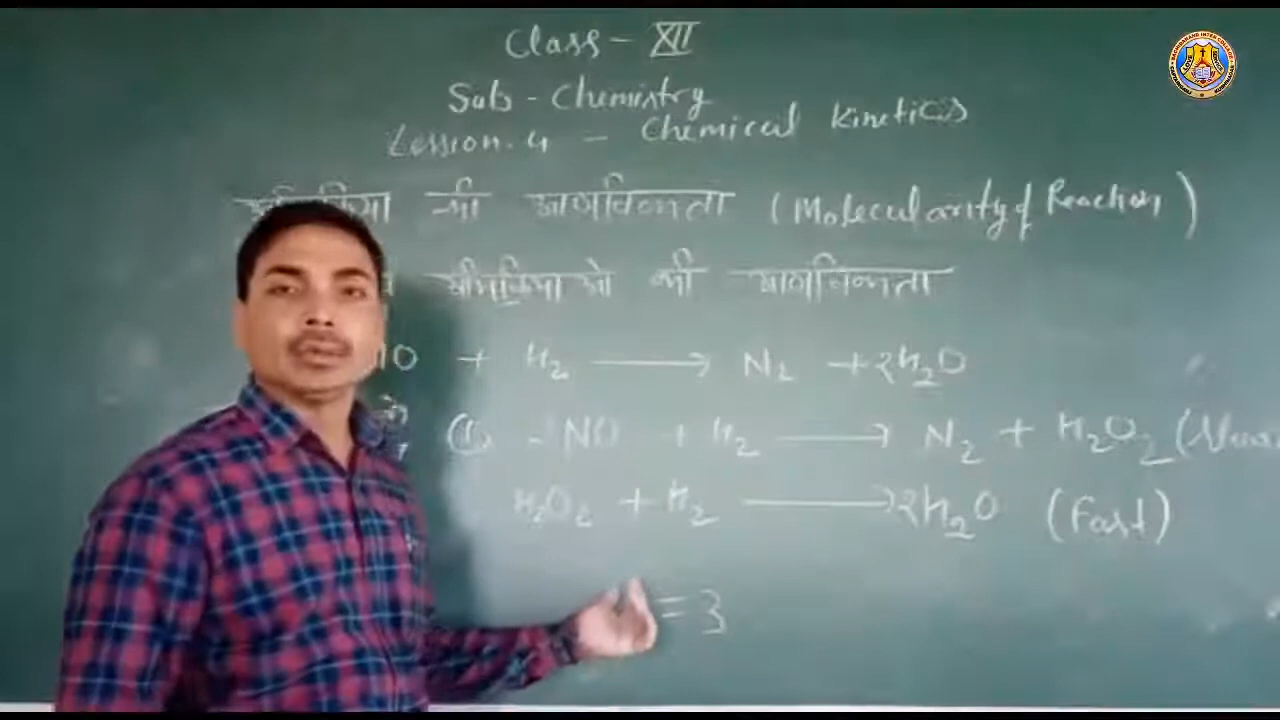 Class - XII
Sub - Chemistry
Lession. 4 - Chemical Kinetics
की आणविकता (Molecularity of Reaction)
की आणविकता
NO + H₂ ⟶ N₂ + 2H₂O
① NO + H₂ ⟶ N₂ + H₂O₂
H₂O₂ + H₂ ⟶ 2H₂O (Fast)
= 3